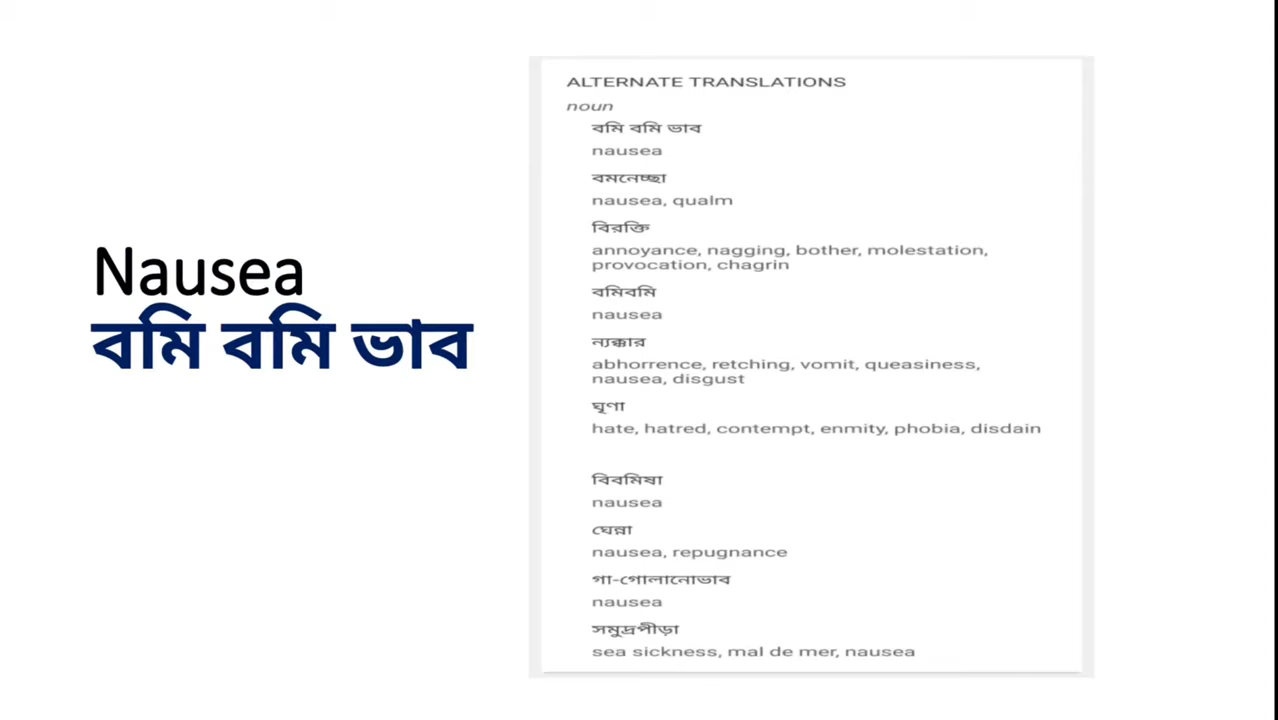 Nausea
বমি বমি ভাব
ALTERNATE TRANSLATIONS
noun
বমি বমি ভাব
nausea
বমনেচ্ছা
nausea, qualm
বিরক্তি
annoyance, nagging, bother, molestation,
provocation, chagrin
বমিবমি
nausea
ন্যক্কার
abhorrence, retching, vomit, queasiness,
nausea, disgust
ঘৃণা
hate, hatred, contempt, enmity, phobia, disdain
বিবমিষা
nausea
ঘেন্না
nausea, repugnance
গা-গোলানোভাব
nausea
সমুদ্রপীড়া
sea sickness, mal de mer, nausea